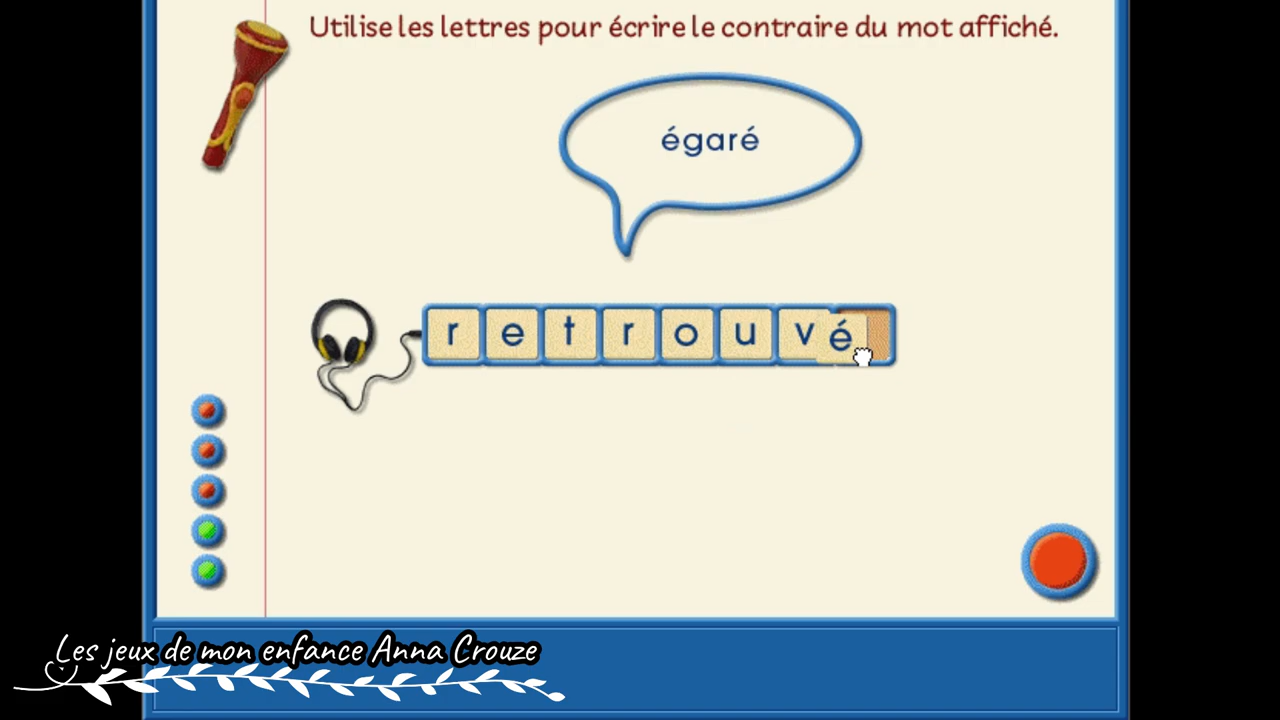 Utilise les lettres pour écrire le contraire du mot affiché.
égaré
retrouvé
Les jeux de mon enfance Anna Crouze